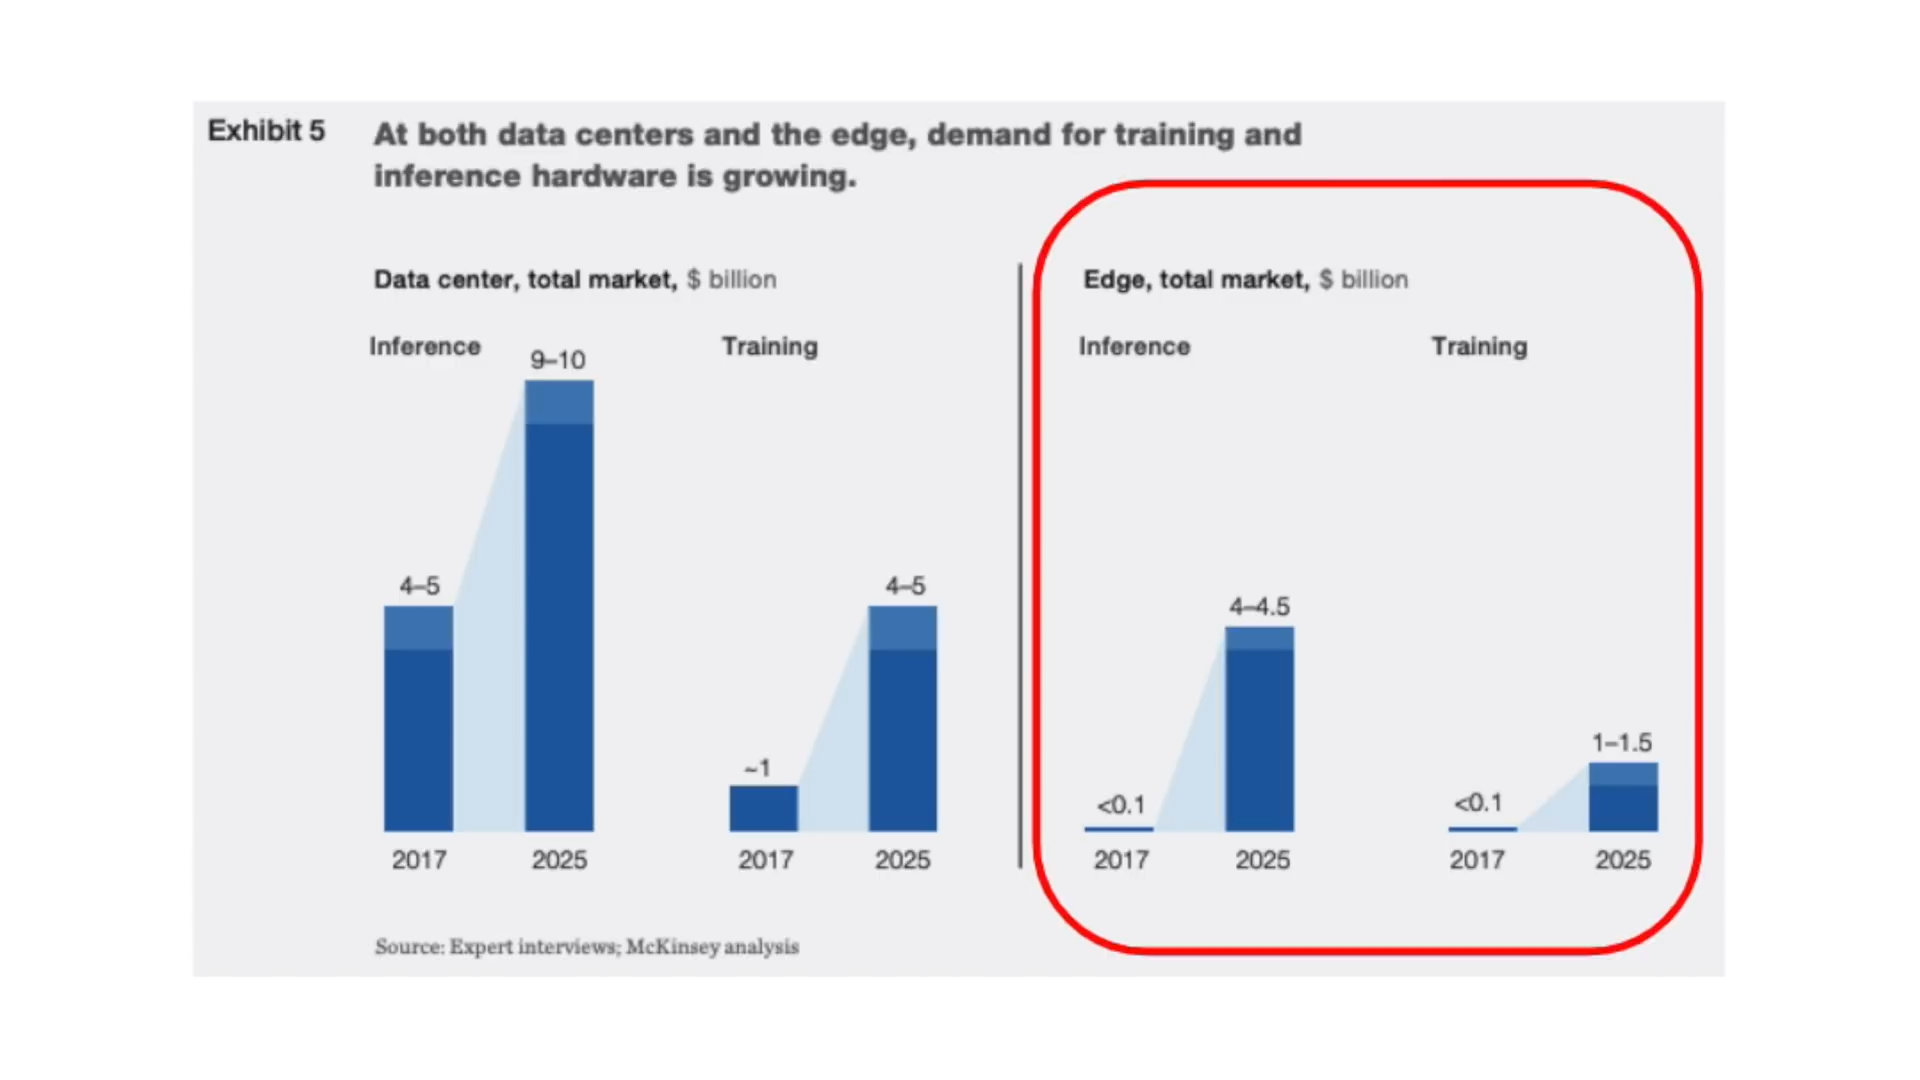 Exhibit 5
At both data centers and the edge, demand for training and
inference hardware is growing.
Data center, total market, $ billion
Inference
Training
9–10
4–5
4–5
~1
2017
2025
2017
2025
Edge, total market, $ billion
Inference
Training
4–4.5
1–1.5
<0.1
<0.1
2017
2025
2017
2025
Source: Expert interviews; McKinsey analysis